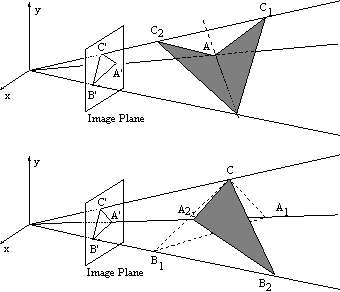 y
C₁
C₂
C'
A'
A'
B'
x
Image Plane
y
C
C'
A'
A₂
A₁
B'
x
B₁
Image Plane
B₂